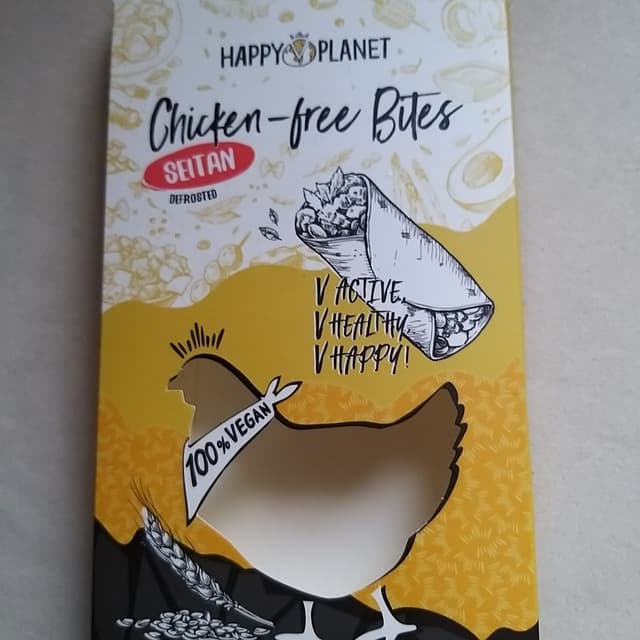 HAPPY PLANET
Chicken-free Bites
SEITAN
DEFROSTED
V ACTIVE,
V HEALTHY,
V HAPPY!
100% VEGAN